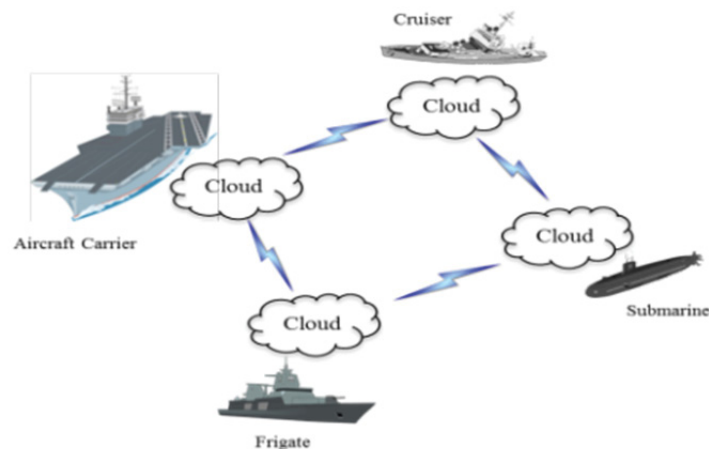 Cruiser
Cloud
Cloud
Aircraft Carrier
Cloud
Submarine
Cloud
Frigate